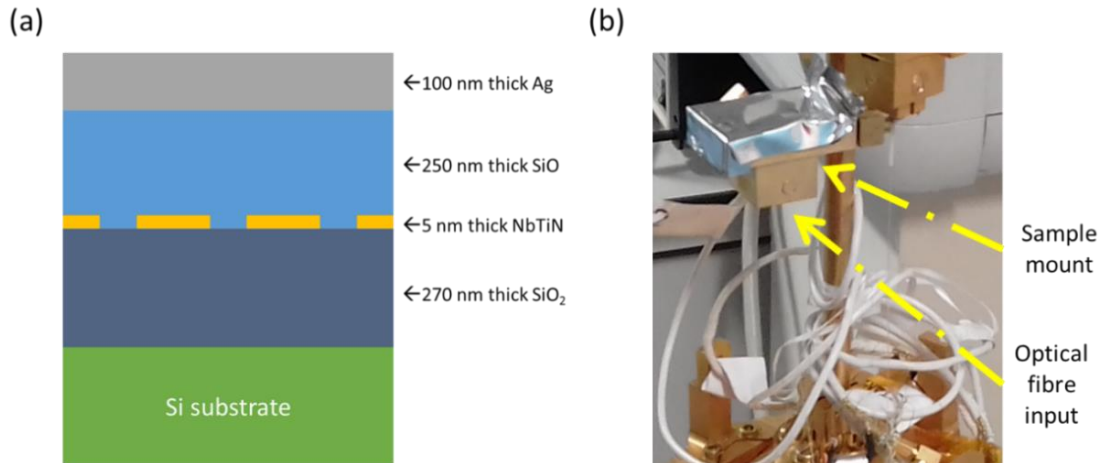 (a)
←100 nm thick Ag
←250 nm thick SiO
←5 nm thick NbTiN
←270 nm thick SiO₂
Si substrate
(b)
Sample
mount
Optical
fibre
input